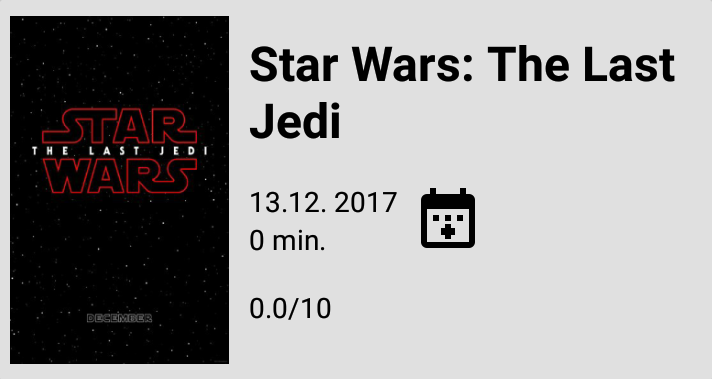 STAR
THE LAST JEDI
WARS
DECEMBER
Star Wars: The Last
Jedi
13.12. 2017
0 min.
0.0/10